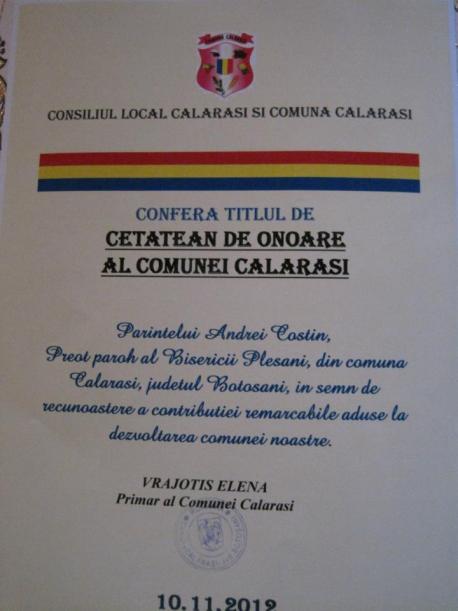 COMUNA CALARASI
CONSILIUL LOCAL CALARASI SI COMUNA CALARASI
CONFERA TITLUL DE
CETATEAN DE ONOARE
AL COMUNEI CALARASI
Parintelui Andrei Costin,
Preot paroh al Bisericii Plesani, din comuna
Calarasi, judetul Botosani, in semn de
recunoastere a contributiei remarcabile aduse la
dezvoltarea comunei noastre.
VRAJOTIS ELENA
Primar al Comunei Calarasi
10.11.2012